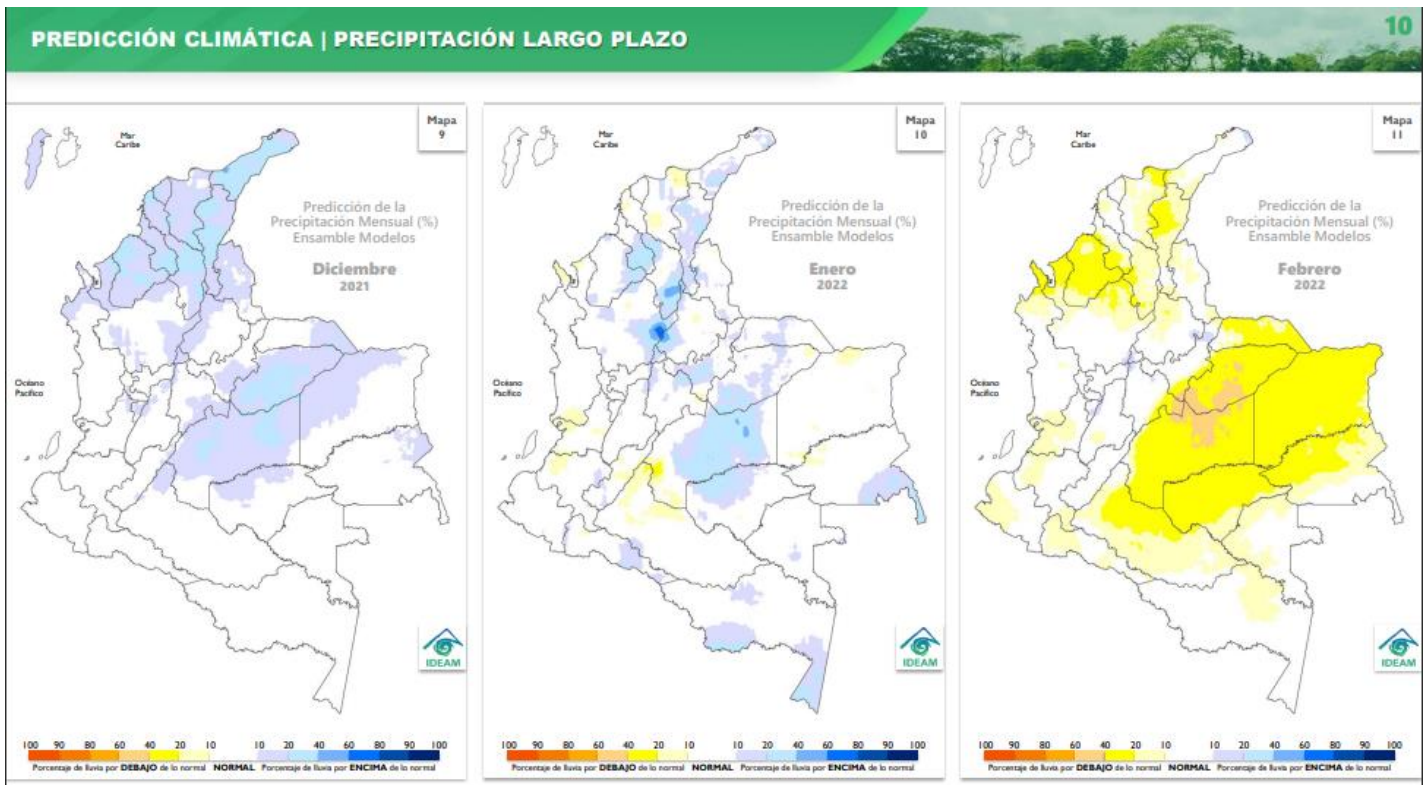 PREDICCIÓN CLIMÁTICA | PRECIPITACIÓN LARGO PLAZO
10
Mapa
9
Mar
Caribe
Predicción de la
Precipitación Mensual (%)
Ensamble Modelos
Diciembre
2021
Océano
Pacífico
IDEAM
100 90 80 60 40 20 10 10 20 40 60 80 90 100
Porcentaje de lluvia por DEBAJO de lo normal NORMAL Porcentaje de lluvia por ENCIMA de lo normal
Mapa
10
Mar
Caribe
Predicción de la
Precipitación Mensual (%)
Ensamble Modelos
Enero
2022
Océano
Pacífico
IDEAM
100 90 80 60 40 20 10 10 20 40 60 80 90 100
Porcentaje de lluvia por DEBAJO de lo normal NORMAL Porcentaje de lluvia por ENCIMA de lo normal
Mapa
11
Mar
Caribe
Predicción de la
Precipitación Mensual (%)
Ensamble Modelos
Febrero
2022
Océano
Pacífico
IDEAM
100 90 80 60 40 20 10 10 20 40 60 80 90 100
Porcentaje de lluvia por DEBAJO de lo normal NORMAL Porcentaje de lluvia por ENCIMA de lo normal